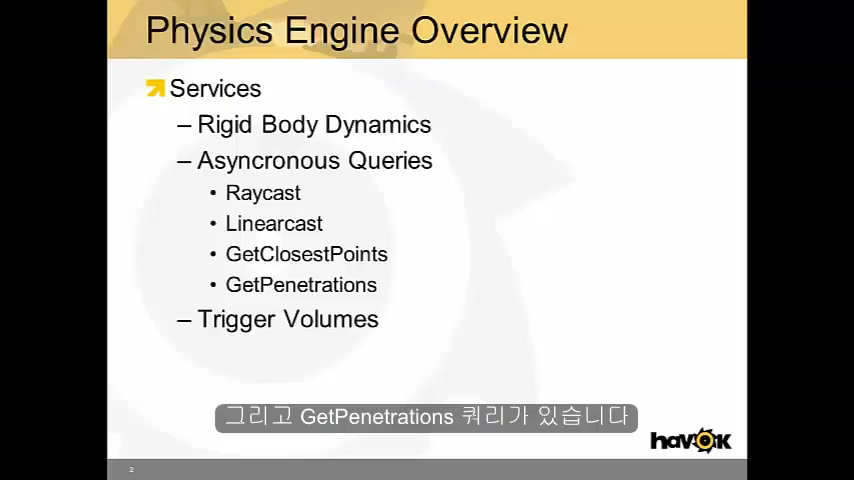 Physics Engine Overview
Services
– Rigid Body Dynamics
– Asyncronous Queries
• Raycast
• Linearcast
• GetClosestPoints
• GetPenetrations
– Trigger Volumes
그리고 GetPenetrations 쿼리가 있습니다
havok
2